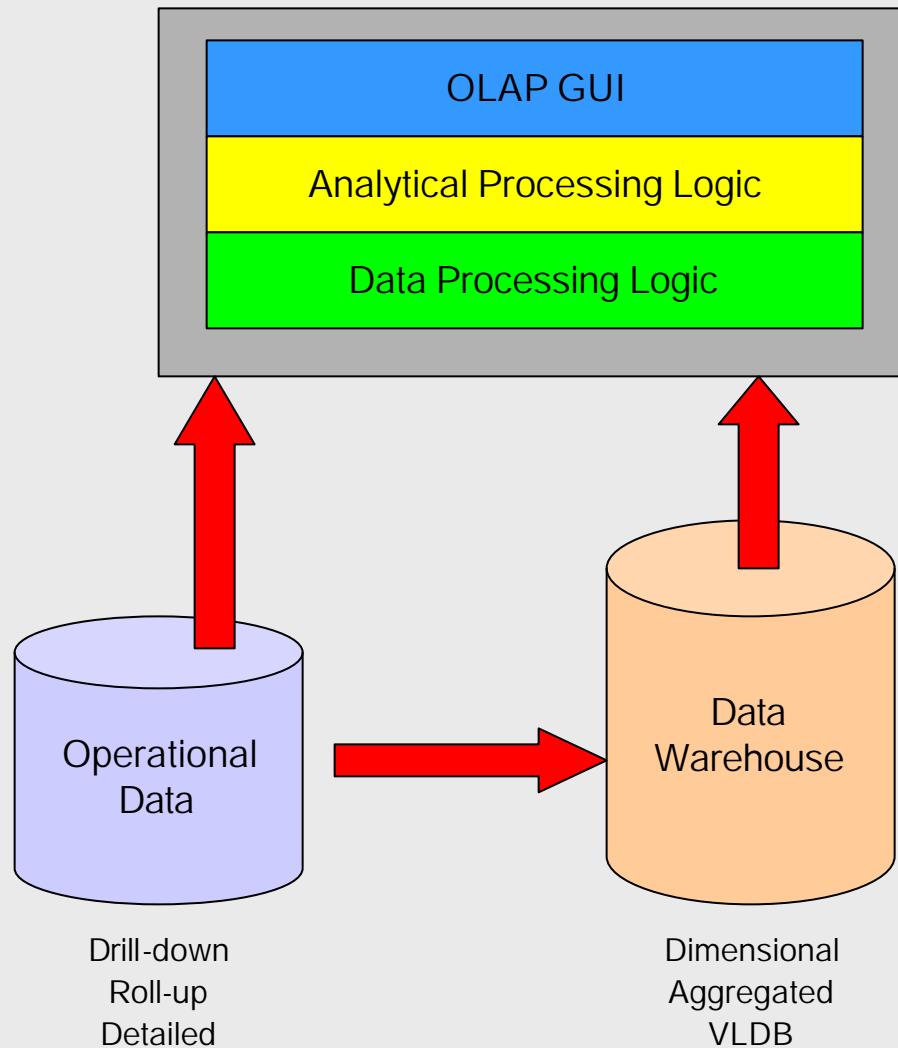 OLAP GUI
Analytical Processing Logic
Data Processing Logic
Operational
Data
Data
Warehouse
Drill-down
Roll-up
Detailed
Dimensional
Aggregated
VLDB